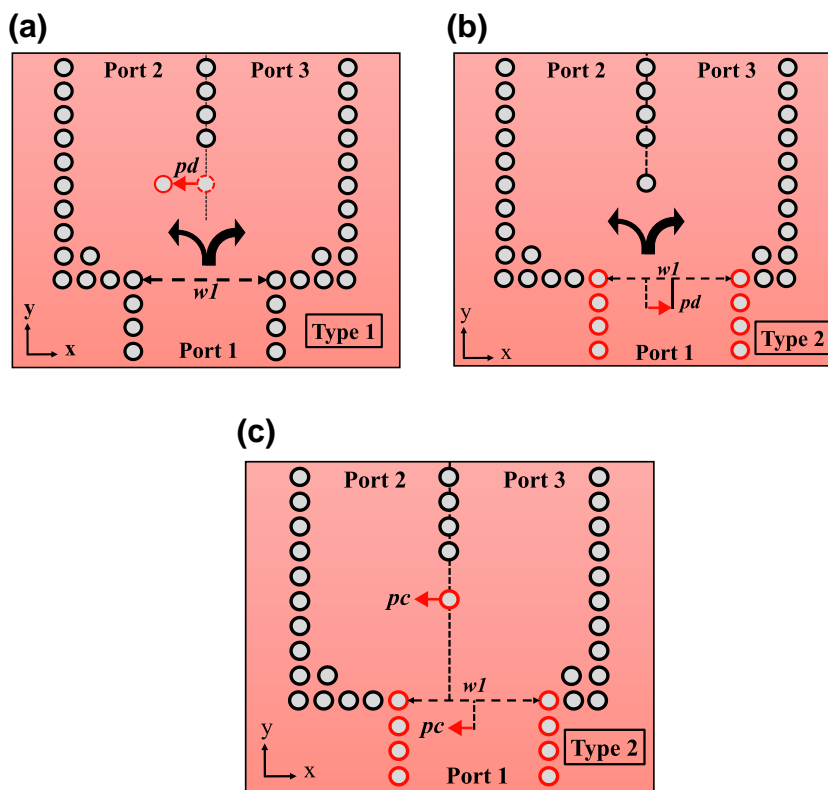 (a)
Port 2 Port 3
pd
w1
y
x
Port 1
Type 1
(b)
Port 2 Port 3
w1
pd
y
x
Port 1
Type 2
(c)
Port 2 Port 3
pc
w1
pc
y
x
Port 1
Type 2